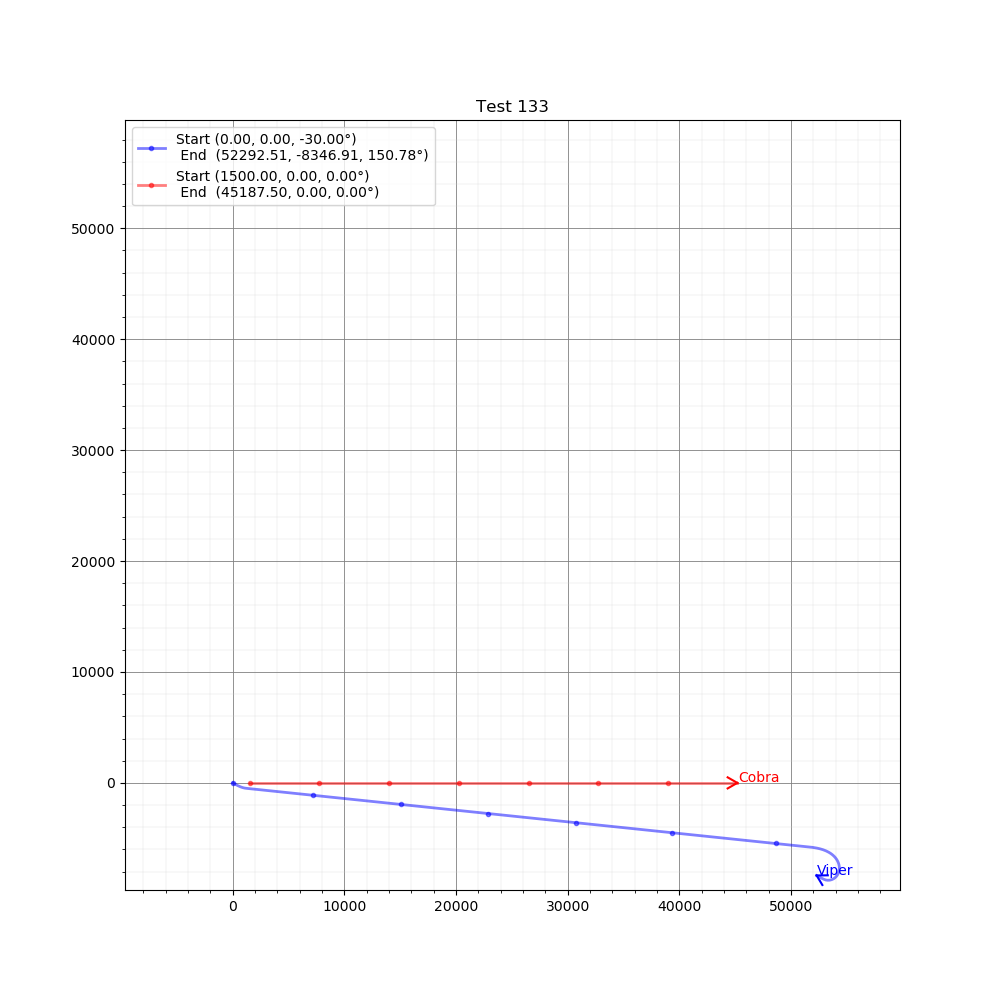 Test 133
Start (0.00, 0.00, -30.00°)
End (52292.51, -8346.91, 150.78°)
Start (1500.00, 0.00, 0.00°)
End (45187.50, 0.00, 0.00°)
50000
40000
30000
20000
10000
0
Cobra
Viper
0 10000 20000 30000 40000 50000